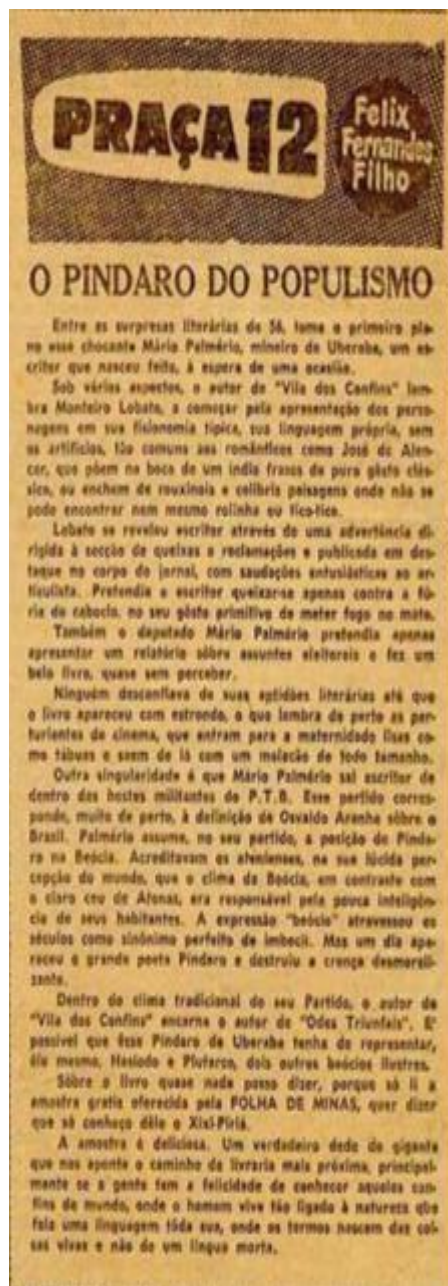 PRAÇA 12
Felix
Fernandes
Filho
O PINDARO DO POPULISMO
Entre as surpresas literárias de 56, toma o primeiro pla-
no esse chocante Mário Palmério, mineiro de Uberaba, um es-
critor que nasceu feito, à espera de uma ocasião.
Sob vários aspectos, o autor de "Vila dos Confins" lem-
bra Monteiro Lobato, a começar pela apresentação dos perso-
nagens em sua fisionomia típica, sua linguagem própria, sem
os artifícios, tão comuns aos românticos como José de Alen-
car, que põem na boca de um índio frases de puro gôsto clás-
sico, ou enchem de rouxinois e colibris paisagens onde não se
pode encontrar nem mesmo rolinha ou tico-tico.
Lobato se revelou escritor através de uma advertência di-
rigida à secção de queixas e reclamações e publicada em des-
taque no corpo do jornal, com saudações entusiásticas ao ar-
ticulista. Pretendia o escritor queixar-se apenas contra a fú-
ria do caboclo, no seu gôsto primitivo de meter fogo no mato.
Também o deputado Mário Palmério pretendia apenas
apresentar um relatório sôbre assuntos eleitorais e fez um
belo livro, quase sem perceber.
Ninguém desconfiava de suas aptidões literárias até que
o livro apareceu com estrondo, o que lembra de perto as par-
turientes de cinema, que entram para a maternidade lisas co-
mo tábuas e saem de lá com um molecão de todo tamanho.
Outra singularidade é que Mário Palmério sai escritor de
dentro das hostes militantes do P.T.B. Esse partido corres-
ponde, muito de perto, à definição de Osvaldo Aranha sôbre o
Brasil. Palmério assume, no seu partido, a posição de Pinda-
ro na Beócia. Acreditavam os atenienses, na sua lúcida per-
cepção do mundo, que o clima da Beócia, em contraste com
o claro ceu de Atenas, era responsável pela pouca inteligên-
cia de seus habitantes. A expressão "beócio" atravessou os
séculos como sinônimo perfeito de imbecil. Mas um dia apa-
receu o grande poeta Pindaro e destruiu a crença desmorali-
zante.
Dentro do clima tradicional do seu Partido, o autor de
"Vila dos Confins" encarna o autor de "Odes Triunfais". E'
possível que êsse Pindaro de Uberaba tenha de representar,
êle mesmo, Hesiodo e Plutarco, dois outros beócios ilustres.
Sôbre o livro quase nada posso dizer, porque só li a
amostra gratis oferecida pela FOLHA DE MINAS, quer dizer
que só conheço dêle o Xixi-Piriá.
A amostra é deliciosa. Um verdadeiro dedo de gigante
que nos aponta o caminho da livraria mais próxima, principal-
mente se a gente tem a felicidade de conhecer aqueles con-
fins de mundo, onde o homem vive tão ligado à natureza que
fala uma linguagem tôda sua, onde os termos nascem das coi-
sas vivas e não de um lingua morta.